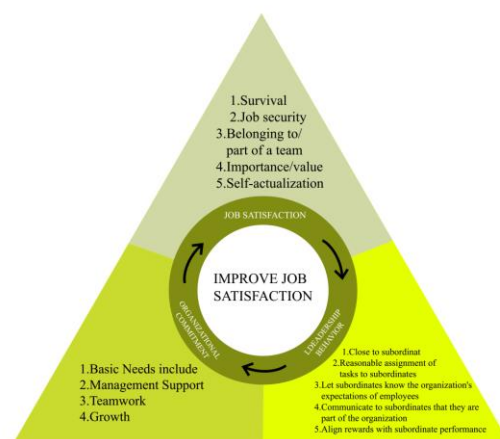 1.Survival
2.Job security
3.Belonging to/
part of a team
4.Importance/value
5.Self-actualization
JOB SATISFACTION
IMPROVE JOB
SATISFACTION
ORGANIZATIONAL
COMMITMENT
LDEADERSHIP
BEHAVIOR
1.Basic Needs include
2.Management Support
3.Teamwork
4.Growth
1.Close to subordinat
2.Reasonable assignment of
tasks to subordinates
3.Let subordinates know the organization's
expectations of employees
4.Communicate to subordinates that they are
part of the organization
5.Align rewards with subordinate performance